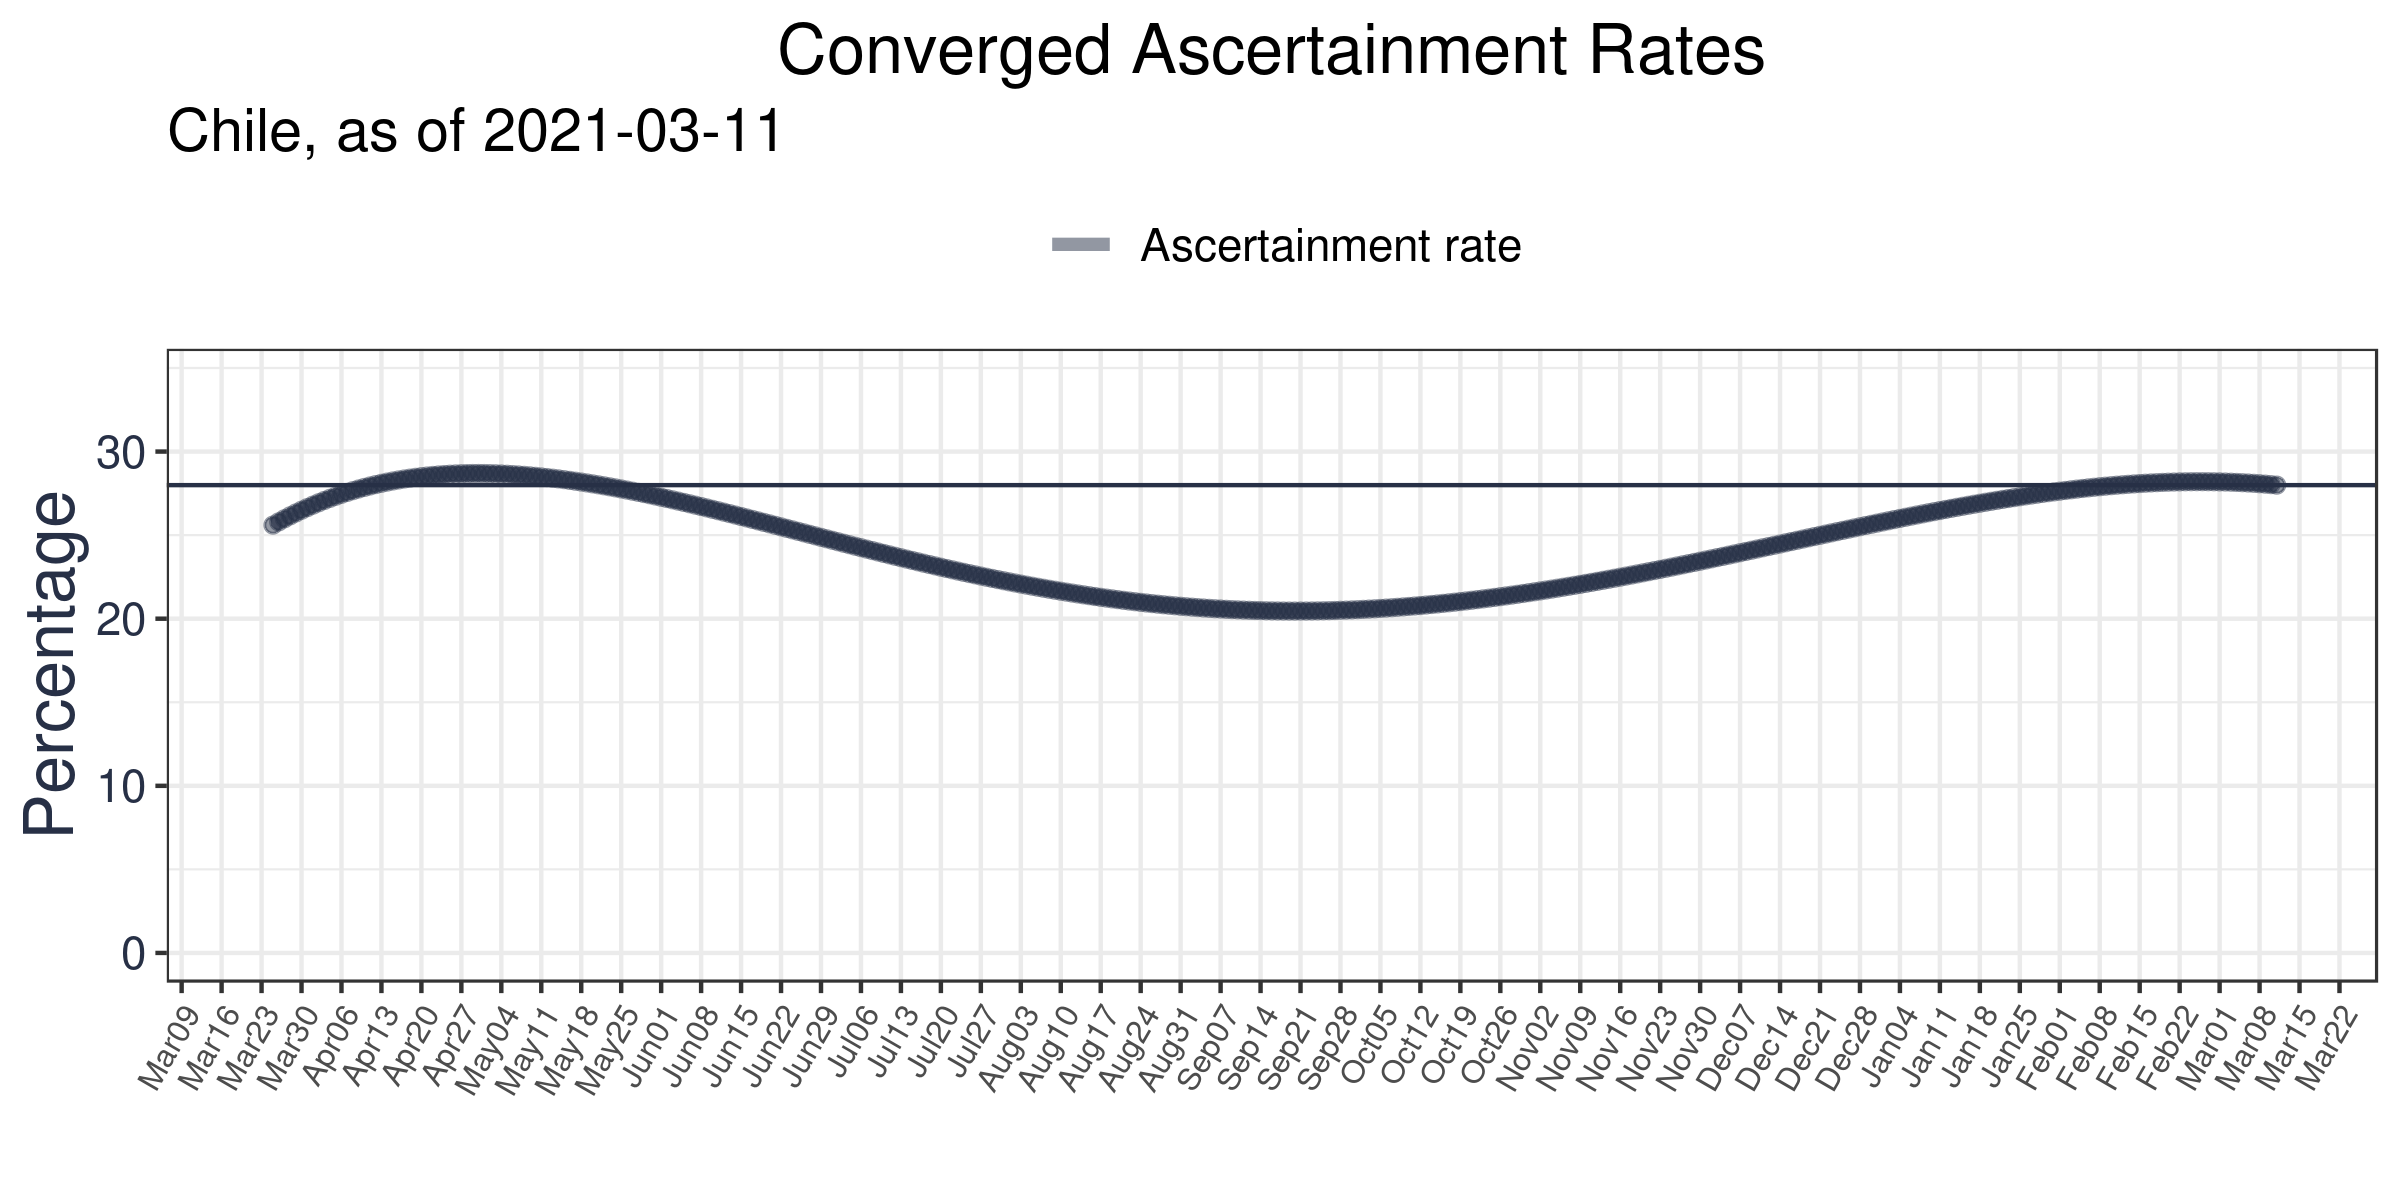 Converged Ascertainment Rates
Chile, as of 2021-03-11
Ascertainment rate
Percentage
30
20
10
0
Mar09
Mar16
Mar23
Mar30
Apr06
Apr13
Apr20
Apr27
May04
May11
May18
May25
Jun01
Jun08
Jun15
Jun22
Jun29
Jul06
Jul13
Jul20
Jul27
Aug03
Aug10
Aug17
Aug24
Aug31
Sep07
Sep14
Sep21
Sep28
Oct05
Oct12
Oct19
Oct26
Nov02
Nov09
Nov16
Nov23
Nov30
Dec07
Dec14
Dec21
Dec28
Jan04
Jan11
Jan18
Jan25
Feb01
Feb08
Feb15
Feb22
Mar01
Mar08
Mar15
Mar22